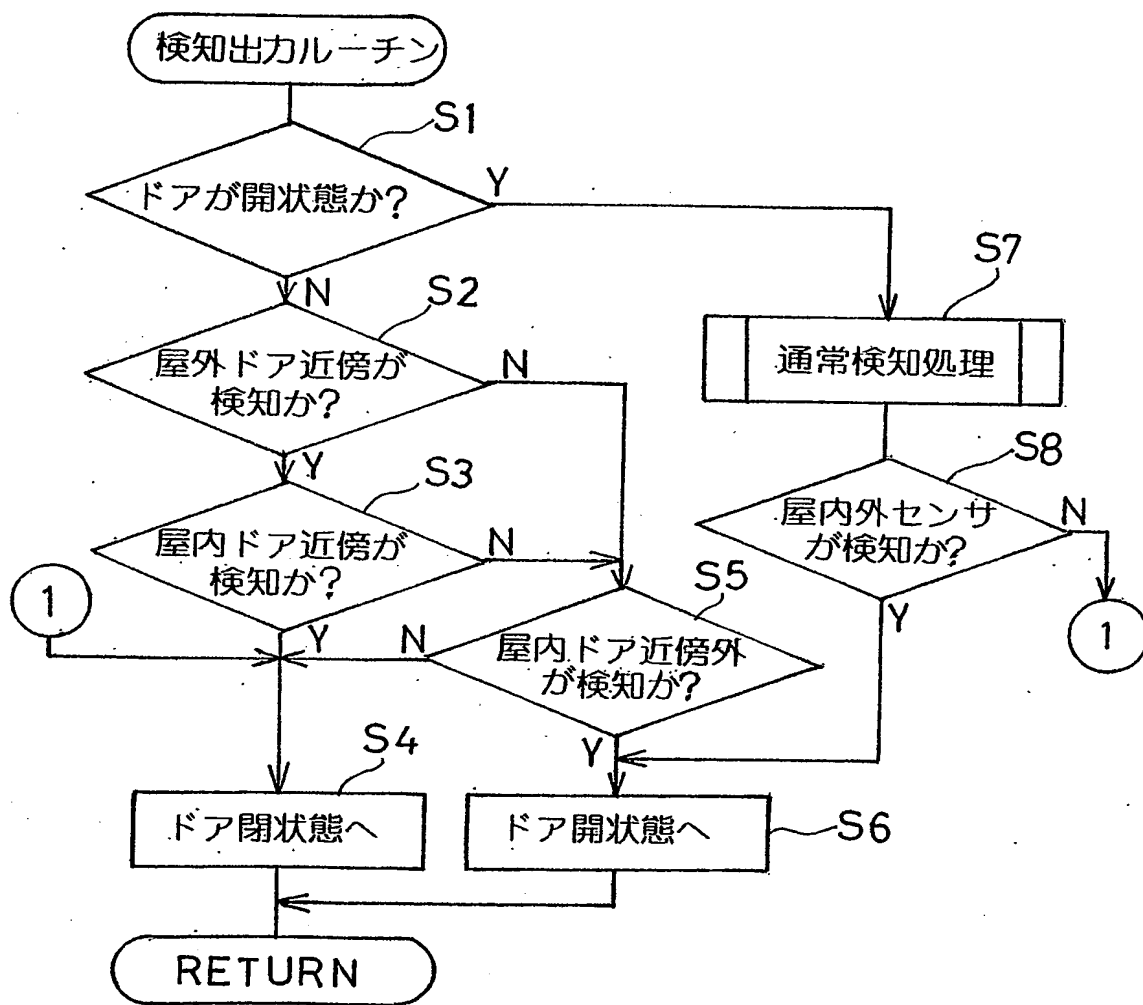 検知出力ルーチン
S1
ドアが開状態か?
Y
N
S2
屋外ドア近傍が
検知か?
N
Y
S3
屋内ドア近傍が
検知か?
N
Y
S7
通常検知処理
S8
屋内外センサ
が検知か?
N
Y
1
1
S5
屋内ドア近傍外
が検知か?
N
Y
S4
ドア閉状態へ
S6
ドア開状態へ
RETURN